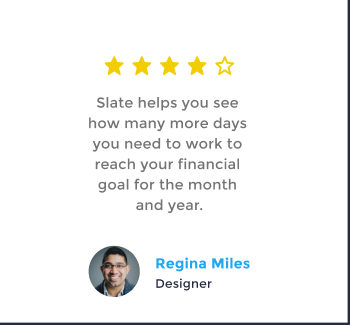 Slate helps you see
how many more days
you need to work to
reach your financial
goal for the month
and year.
Regina Miles
Designer